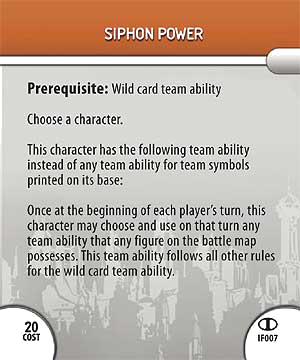 SIPHON POWER
Prerequisite: Wild card team ability
Choose a character.
This character has the following team ability
instead of any team ability for team symbols
printed on its base:
Once at the beginning of each player's turn, this
character may choose and use on that turn any
team ability that any figure on the battle map
possesses. This team ability follows all other rules
for the wild card team ability.
20
COST
IF007